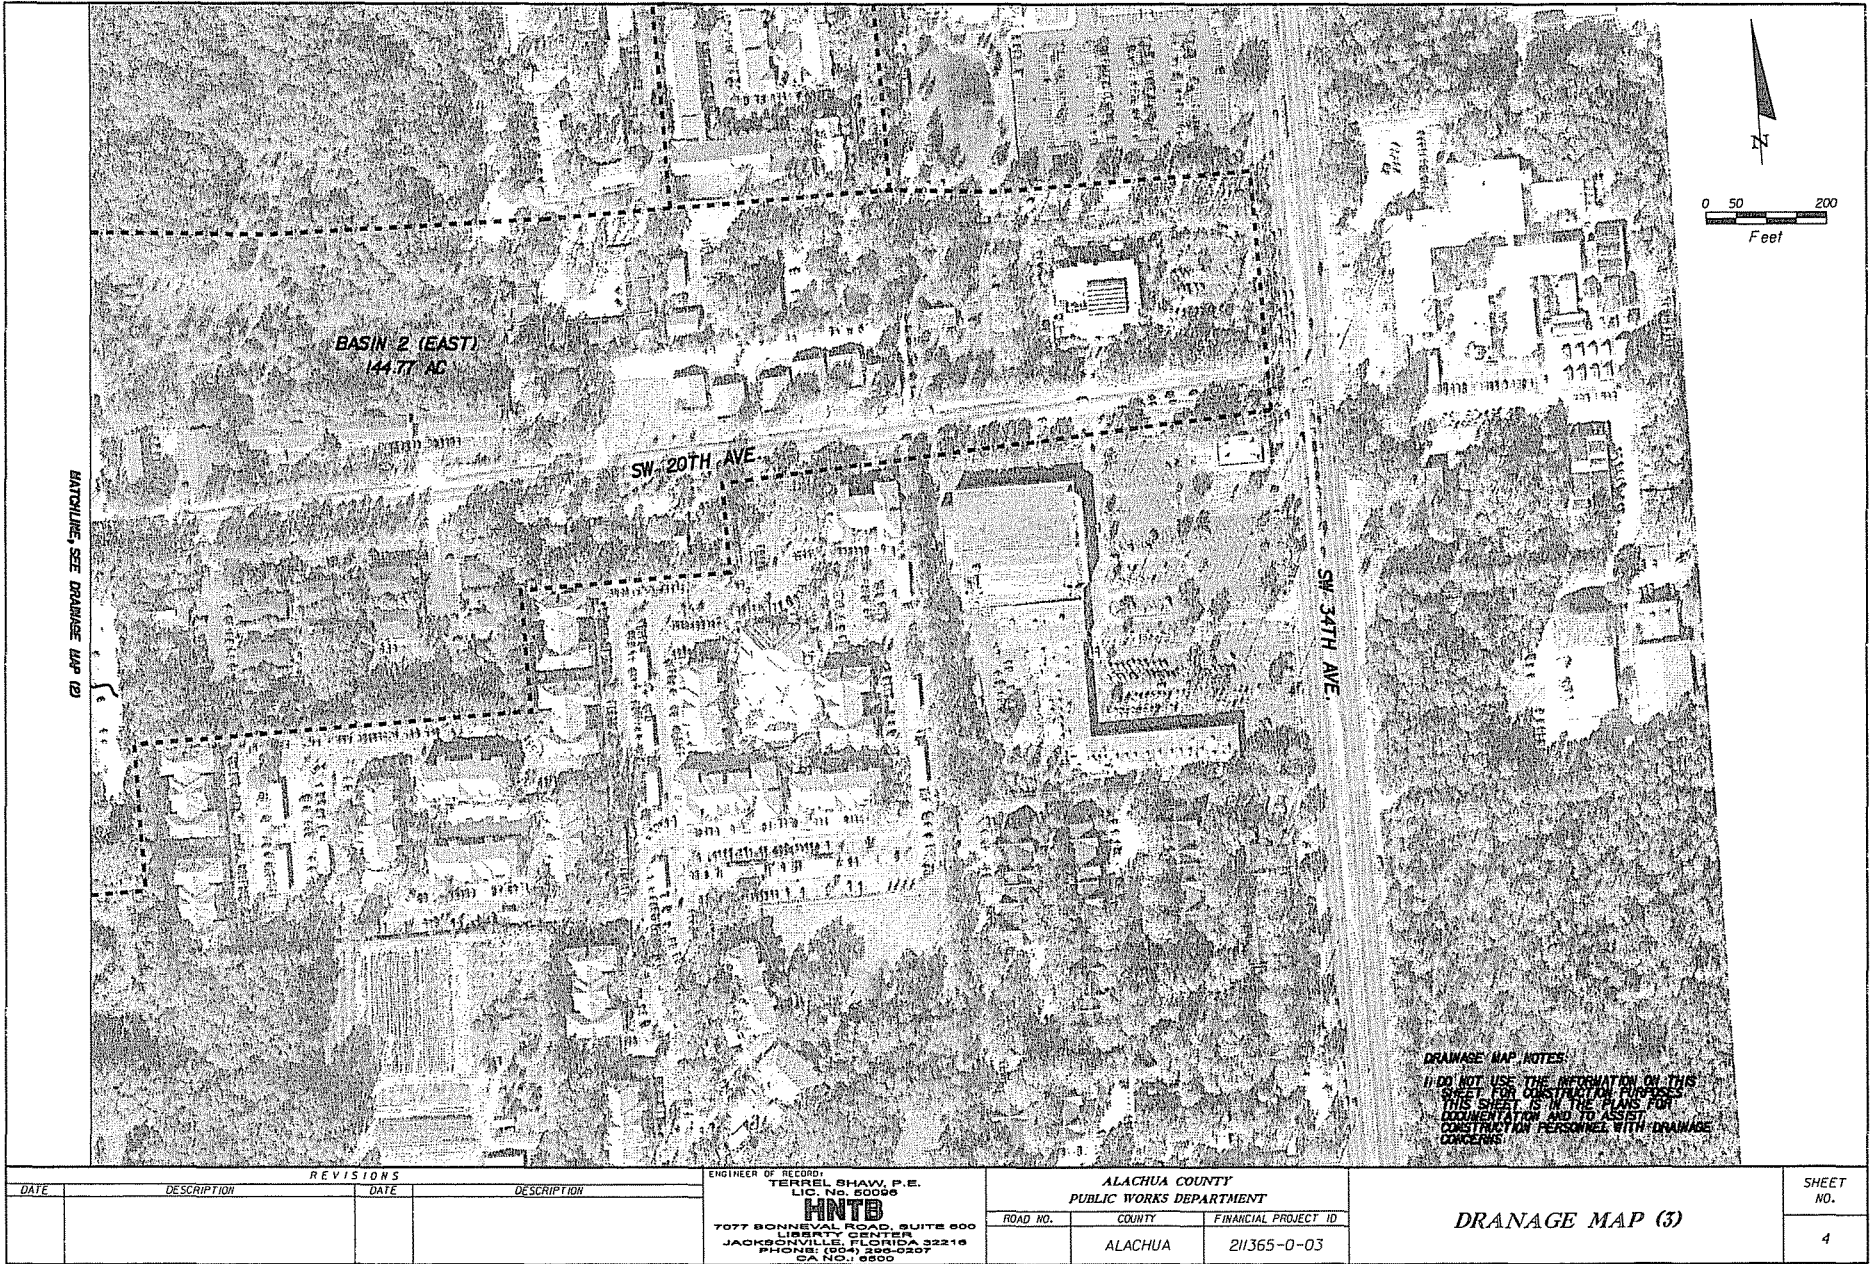 N
0 50 200
Feet
BASIN 2 (EAST)
144.77 AC
SW 20TH AVE.
SW 34TH AVE.
MATCHLINE, SEE DRAINAGE MAP (2)
DRAINAGE MAP NOTES:
1) DO NOT USE THE INFORMATION ON THIS
SHEET FOR CONSTRUCTION PURPOSES
THIS SHEET IS IN THE PLANS FOR
DOCUMENTATION AND TO ASSIST
CONSTRUCTION PERSONNEL WITH DRAINAGE
CONCERNS.
REVISIONS
DATE DESCRIPTION DATE DESCRIPTION
ENGINEER OF RECORD:
TERREL SHAW, P.E.
LIC. No. 50096
HNTB
7077 BONNEVAL ROAD, SUITE 600
LIBERTY CENTER
JACKSONVILLE, FLORIDA 32216
PHONE: (904) 296-0207
CA NO.: 6500
ALACHUA COUNTY
PUBLIC WORKS DEPARTMENT
ROAD NO. COUNTY FINANCIAL PROJECT ID
ALACHUA 211365-0-03
DRANAGE MAP (3)
SHEET
NO.
4